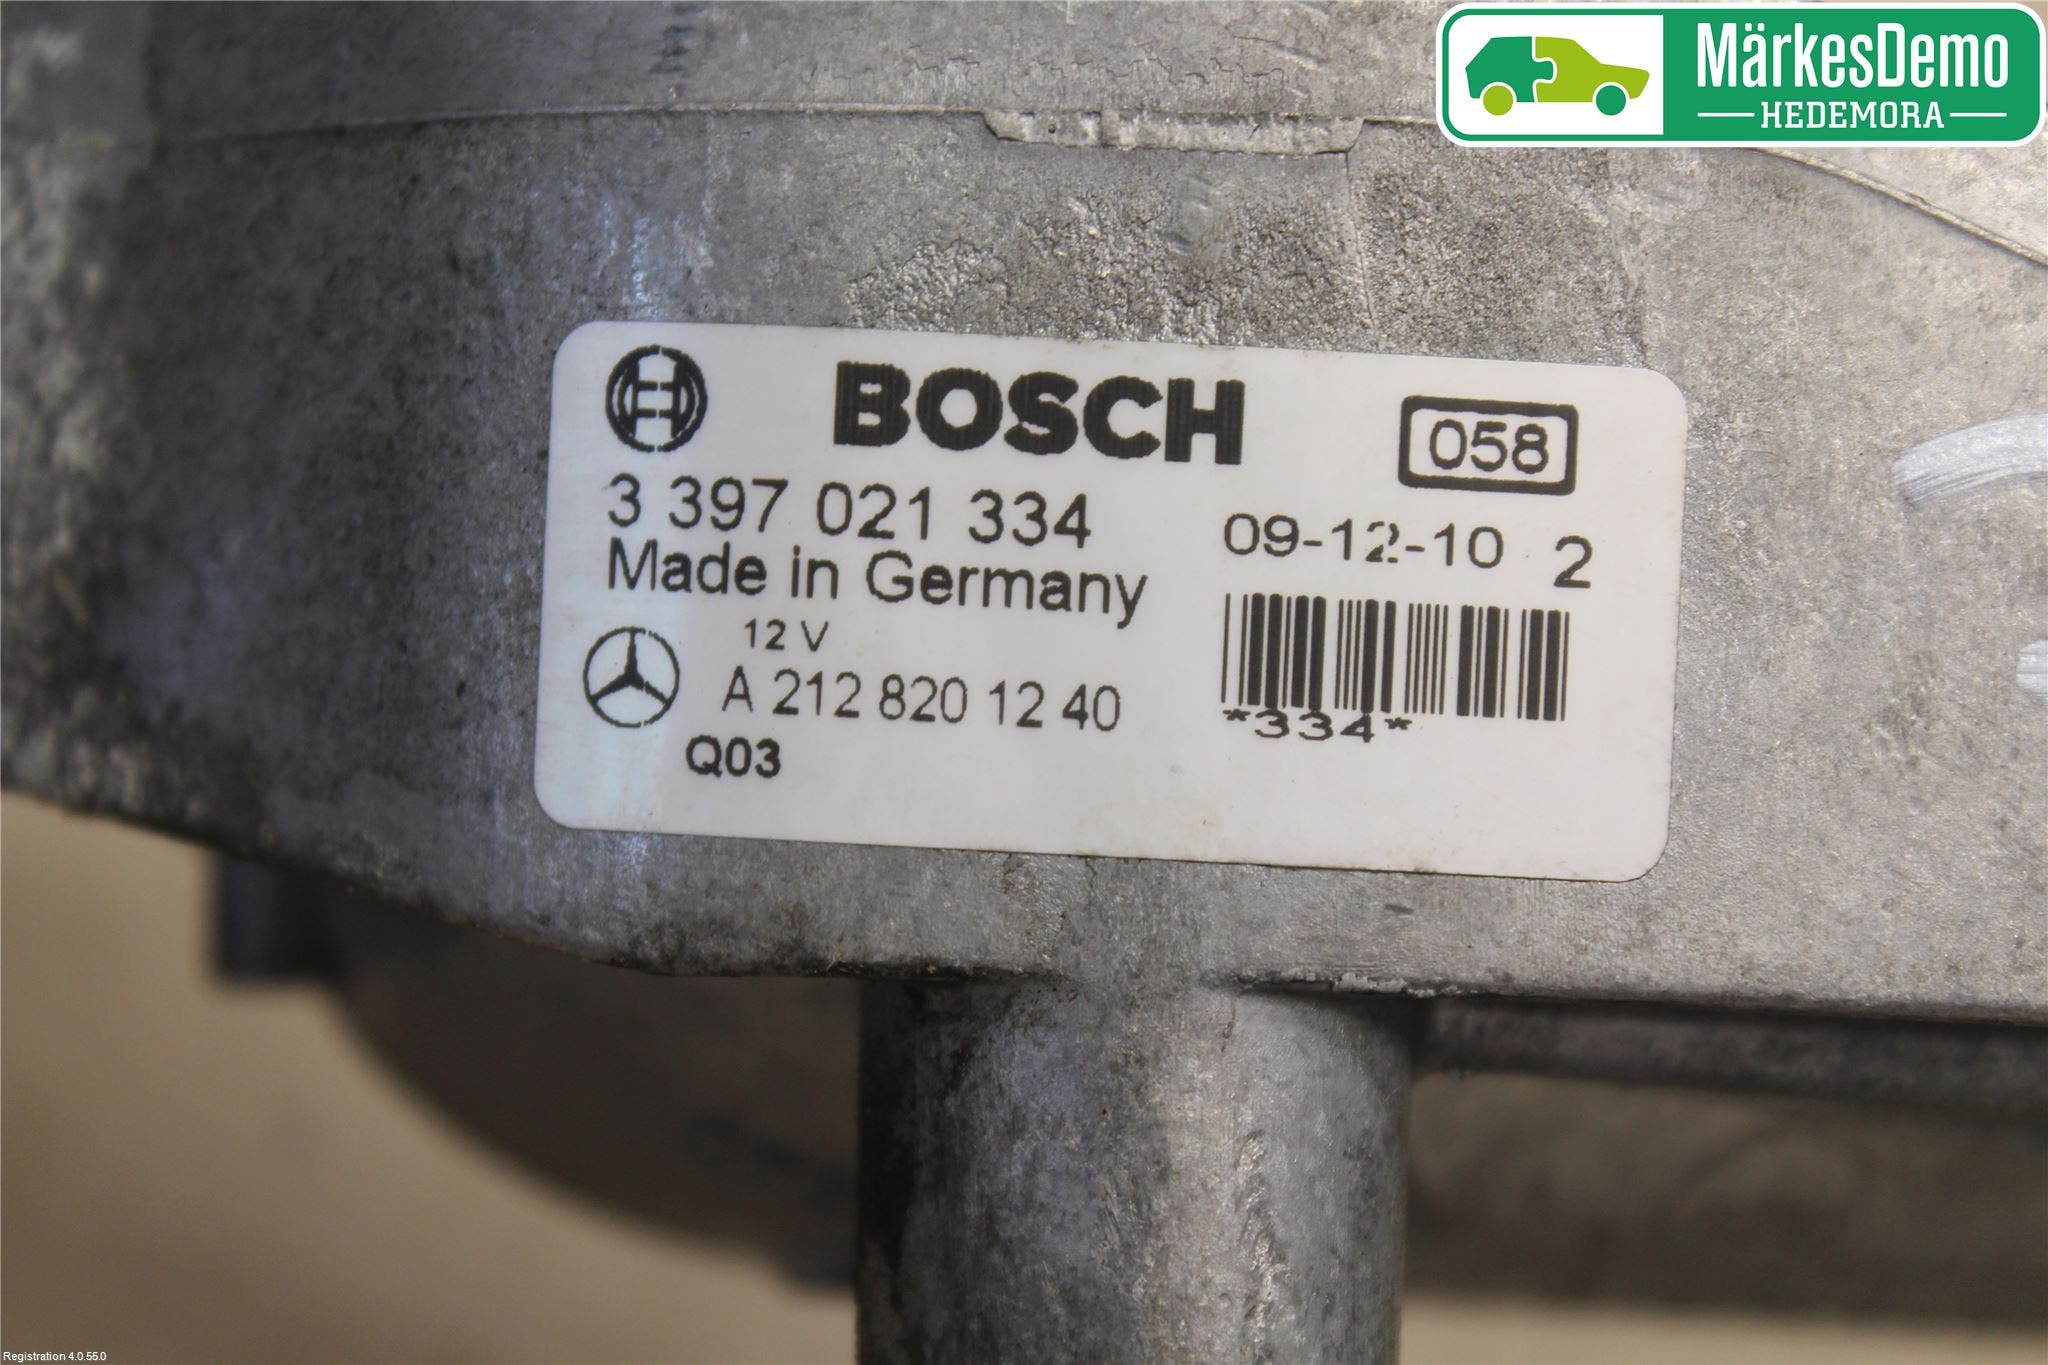 MärkesDemo
HEDEMORA
BOSCH
058
3 397 021 334
09-12-10 2
Made in Germany
12 V
A 212 820 12 40
*334*
Q03
Registration 4.0.55.0